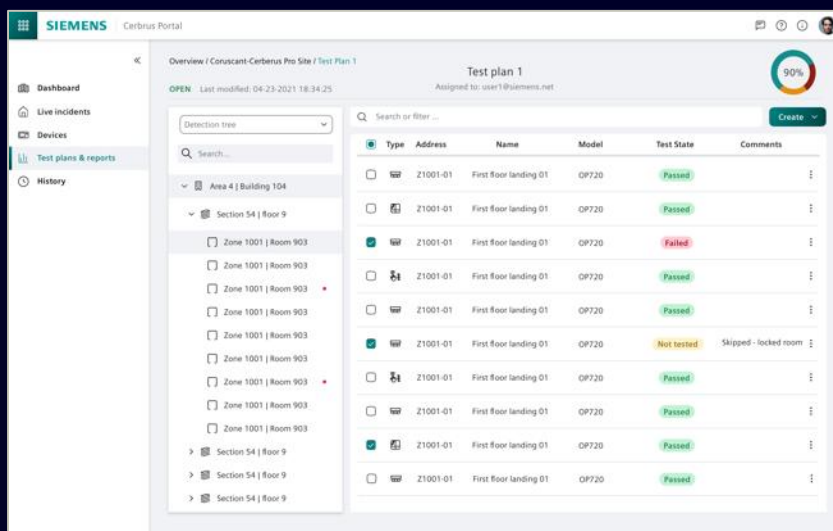 SIEMENS Cerbrus Portal
Dashboard
Live incidents
Devices
Test plans & reports
History
Overview / Coruscant-Cerberus Pro Site / Test Plan 1
OPEN Last modified: 04-23-2021 18:34:25
Test plan 1
Assigned to: user1@siemens.net
90%
Detection tree
Search...
Area 4 | Building 104
Section 54 | floor 9
Zone 1001 | Room 903
Zone 1001 | Room 903
Zone 1001 | Room 903
Zone 1001 | Room 903
Zone 1001 | Room 903
Zone 1001 | Room 903
Zone 1001 | Room 903
Zone 1001 | Room 903
Zone 1001 | Room 903
Section 54 | floor 9
Section 54 | floor 9
Section 54 | floor 9
Search or filter ...
Create
Type Address Name Model Test State Comments
Z1001-01 First floor landing 01 OP720 Passed
Z1001-01 First floor landing 01 OP720 Passed
Z1001-01 First floor landing 01 OP720 Failed
Z1001-01 First floor landing 01 OP720 Passed
Z1001-01 First floor landing 01 OP720 Passed
Z1001-01 First floor landing 01 OP720 Not tested Skipped - locked room
Z1001-01 First floor landing 01 OP720 Passed
Z1001-01 First floor landing 01 OP720 Passed
Z1001-01 First floor landing 01 OP720 Passed
Z1001-01 First floor landing 01 OP720 Passed